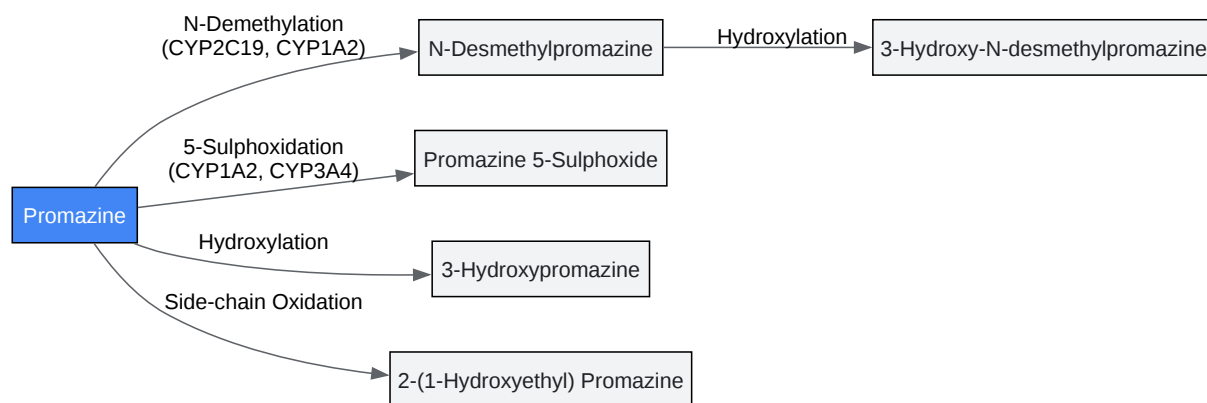 N-Demethylation
(CYP2C19, CYP1A2)
N-Desmethylpromazine
Hydroxylation
3-Hydroxy-N-desmethylpromazine
5-Sulphoxidation
(CYP1A2, CYP3A4)
Promazine 5-Sulphoxide
Promazine
Hydroxylation
3-Hydroxypromazine
Side-chain Oxidation
2-(1-Hydroxyethyl) Promazine